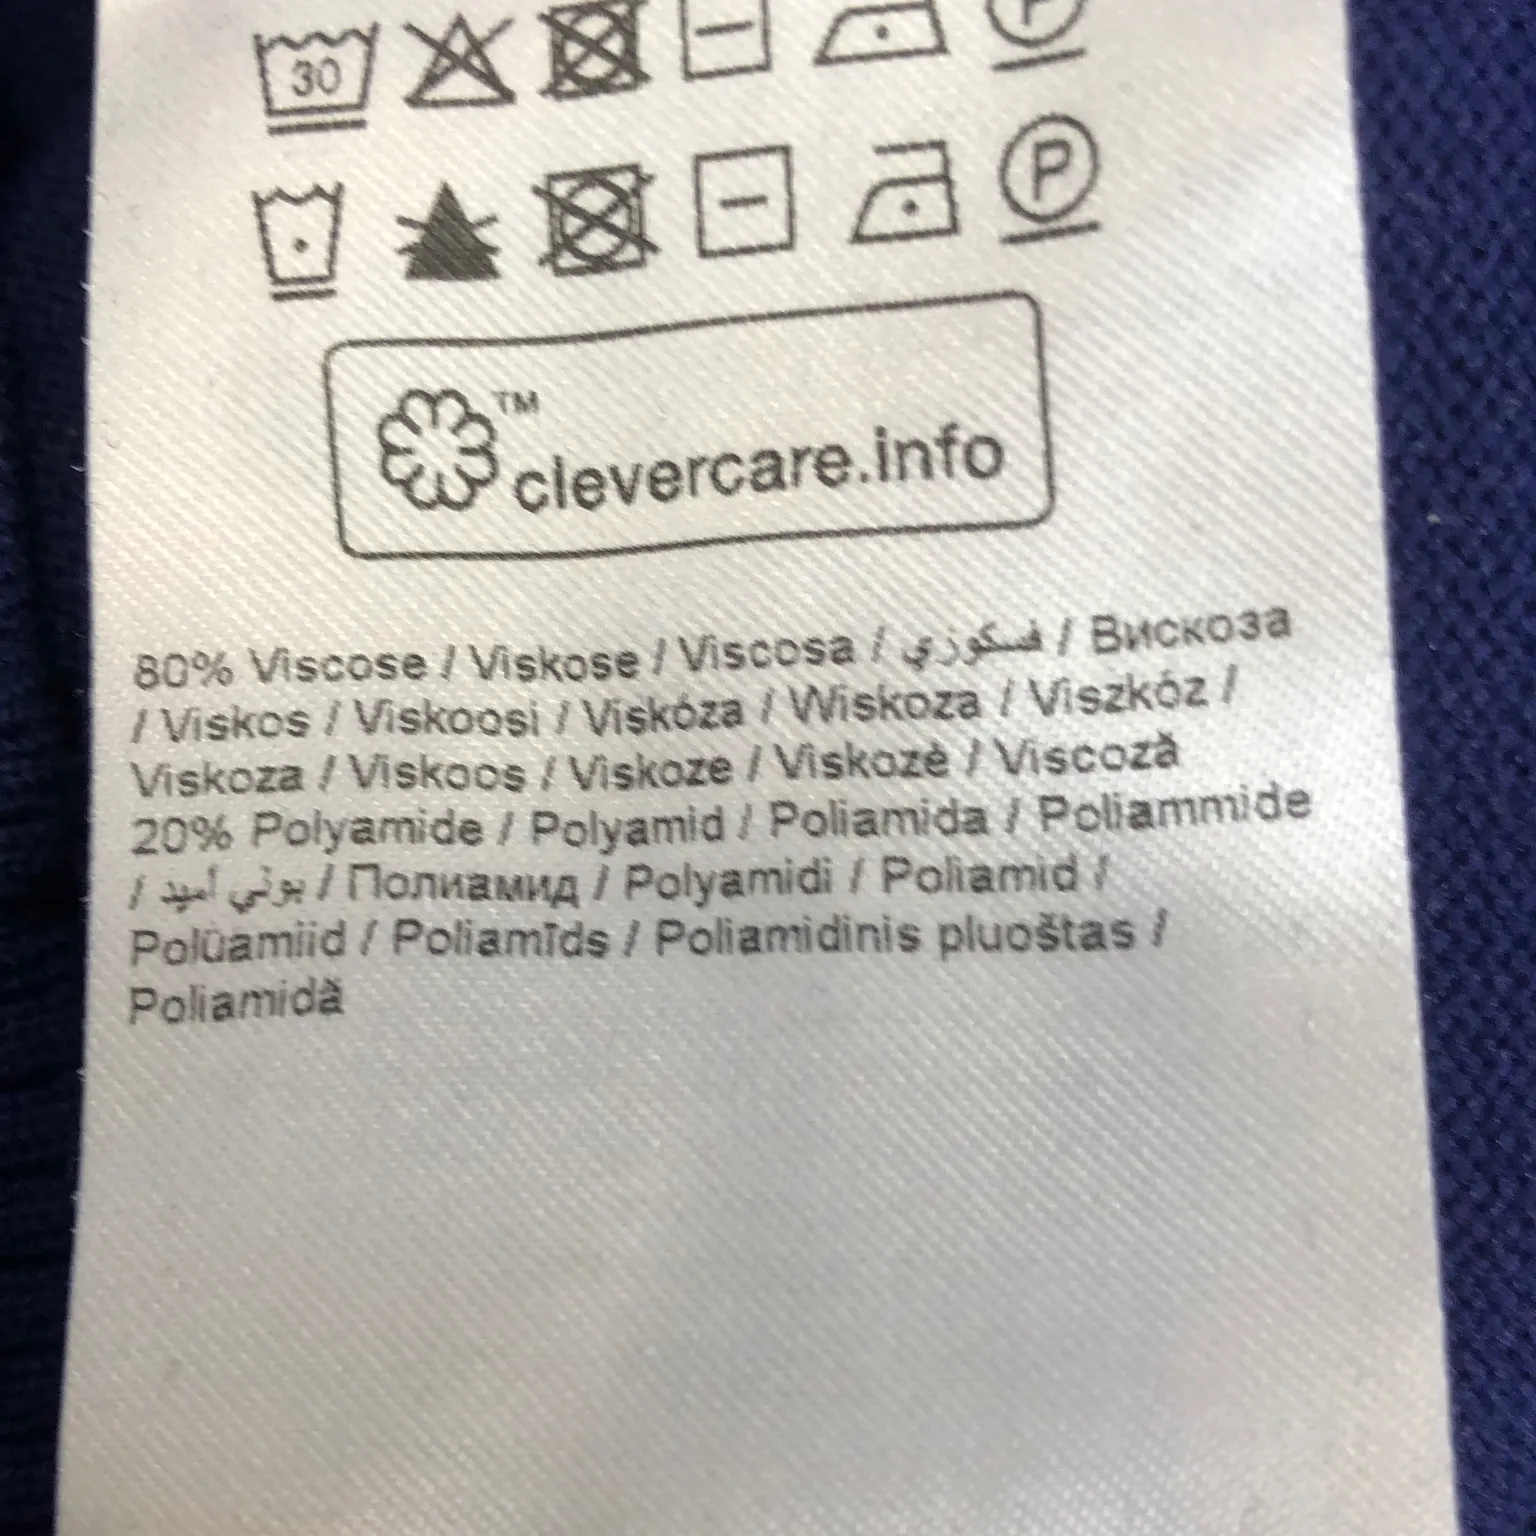 30
P
P
TM
clevercare.info
80% Viscose / Viskose / Viscosa / فسكوزي / Вискоза
/ Viskos / Viskoosi / Viskóza / Wiskoza / Viszkóz /
Viskoza / Viskoos / Viskoze / Viskozė / Viscoză
20% Polyamide / Polyamid / Poliamida / Poliammide
/ بوني أميد / Полиамид / Polyamidi / Poliamid /
Polüamiid / Poliamīds / Poliamidinis pluoštas /
Poliamidă